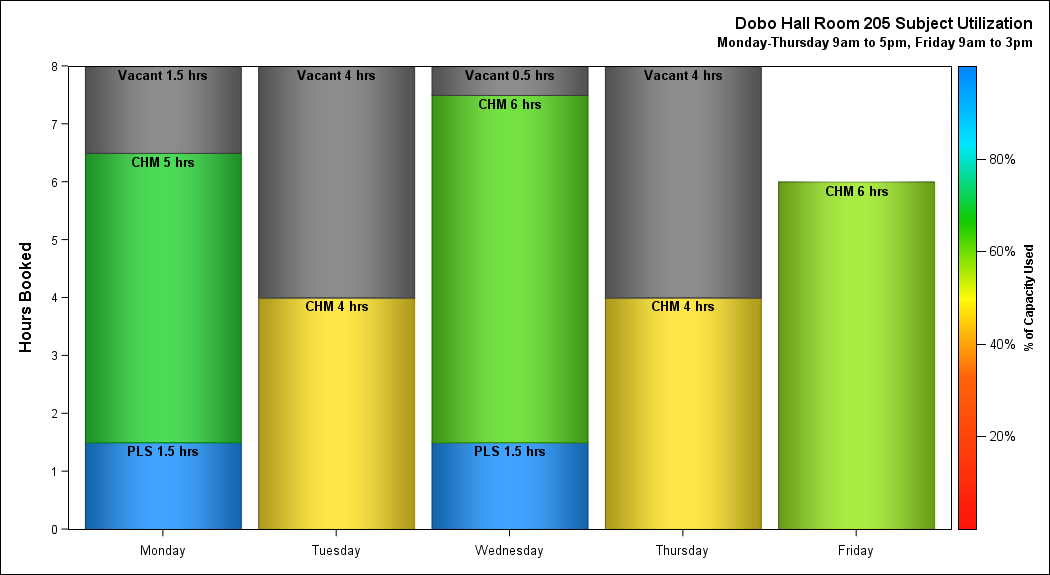 Dobo Hall Room 205 Subject Utilization
Monday-Thursday 9am to 5pm, Friday 9am to 3pm
Hours Booked
8
7
6
5
4
3
2
1
0
Vacant 1.5 hrs
CHM 5 hrs
PLS 1.5 hrs
Vacant 4 hrs
CHM 4 hrs
Vacant 0.5 hrs
CHM 6 hrs
PLS 1.5 hrs
Vacant 4 hrs
CHM 4 hrs
CHM 6 hrs
Monday
Tuesday
Wednesday
Thursday
Friday
80%
60%
40%
20%
% of Capacity Used